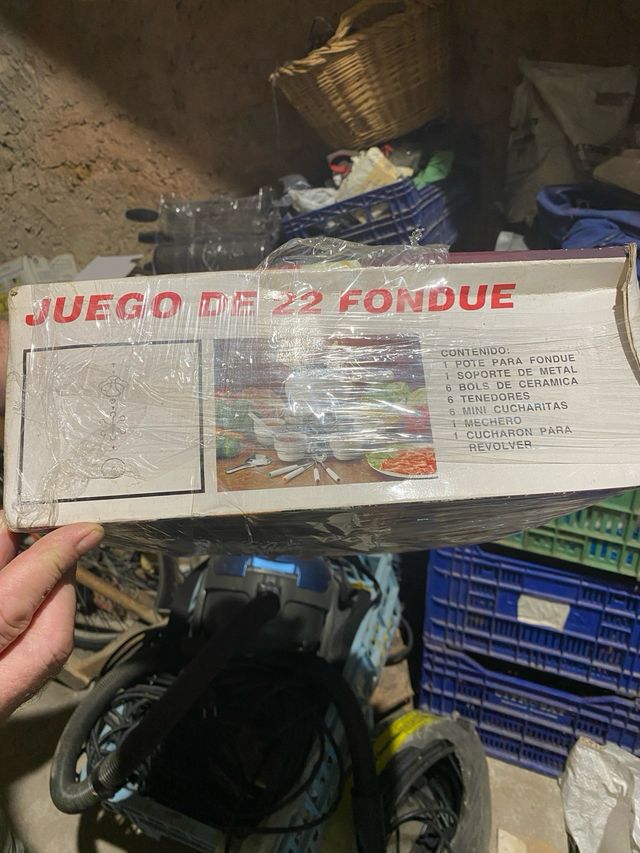 JUEGO DE 22 FONDUE
CONTENIDO:
1 POTE PARA FONDUE
1 SOPORTE DE METAL
6 BOLS DE CERAMICA
6 TENEDORES
6 MINI CUCHARITAS
1 MECHERO
1 CUCHARON PARA
REVOLVER